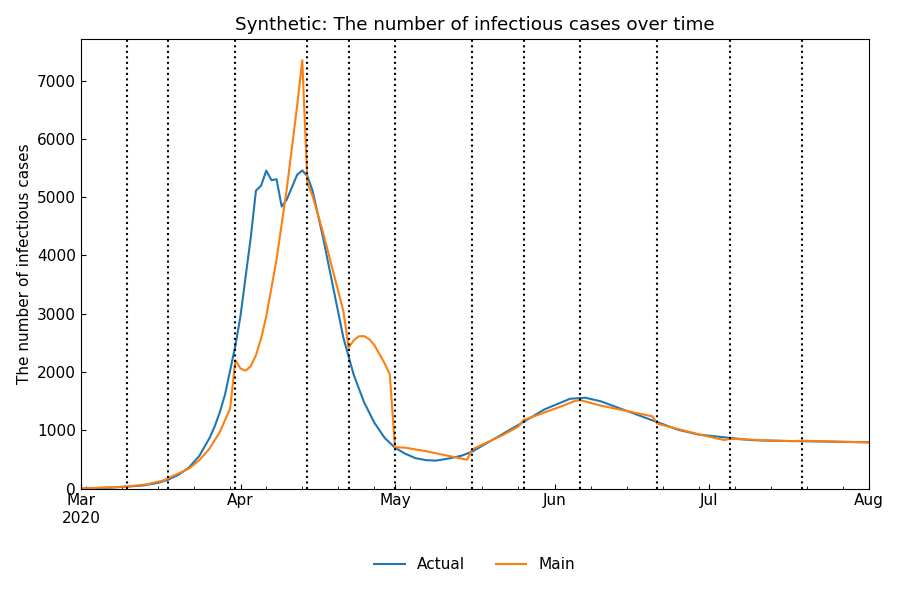 Synthetic: The number of infectious cases over time
The number of infectious cases
7000
6000
5000
4000
3000
2000
1000
0
Mar Apr May Jun Jul Aug
2020
Actual Main